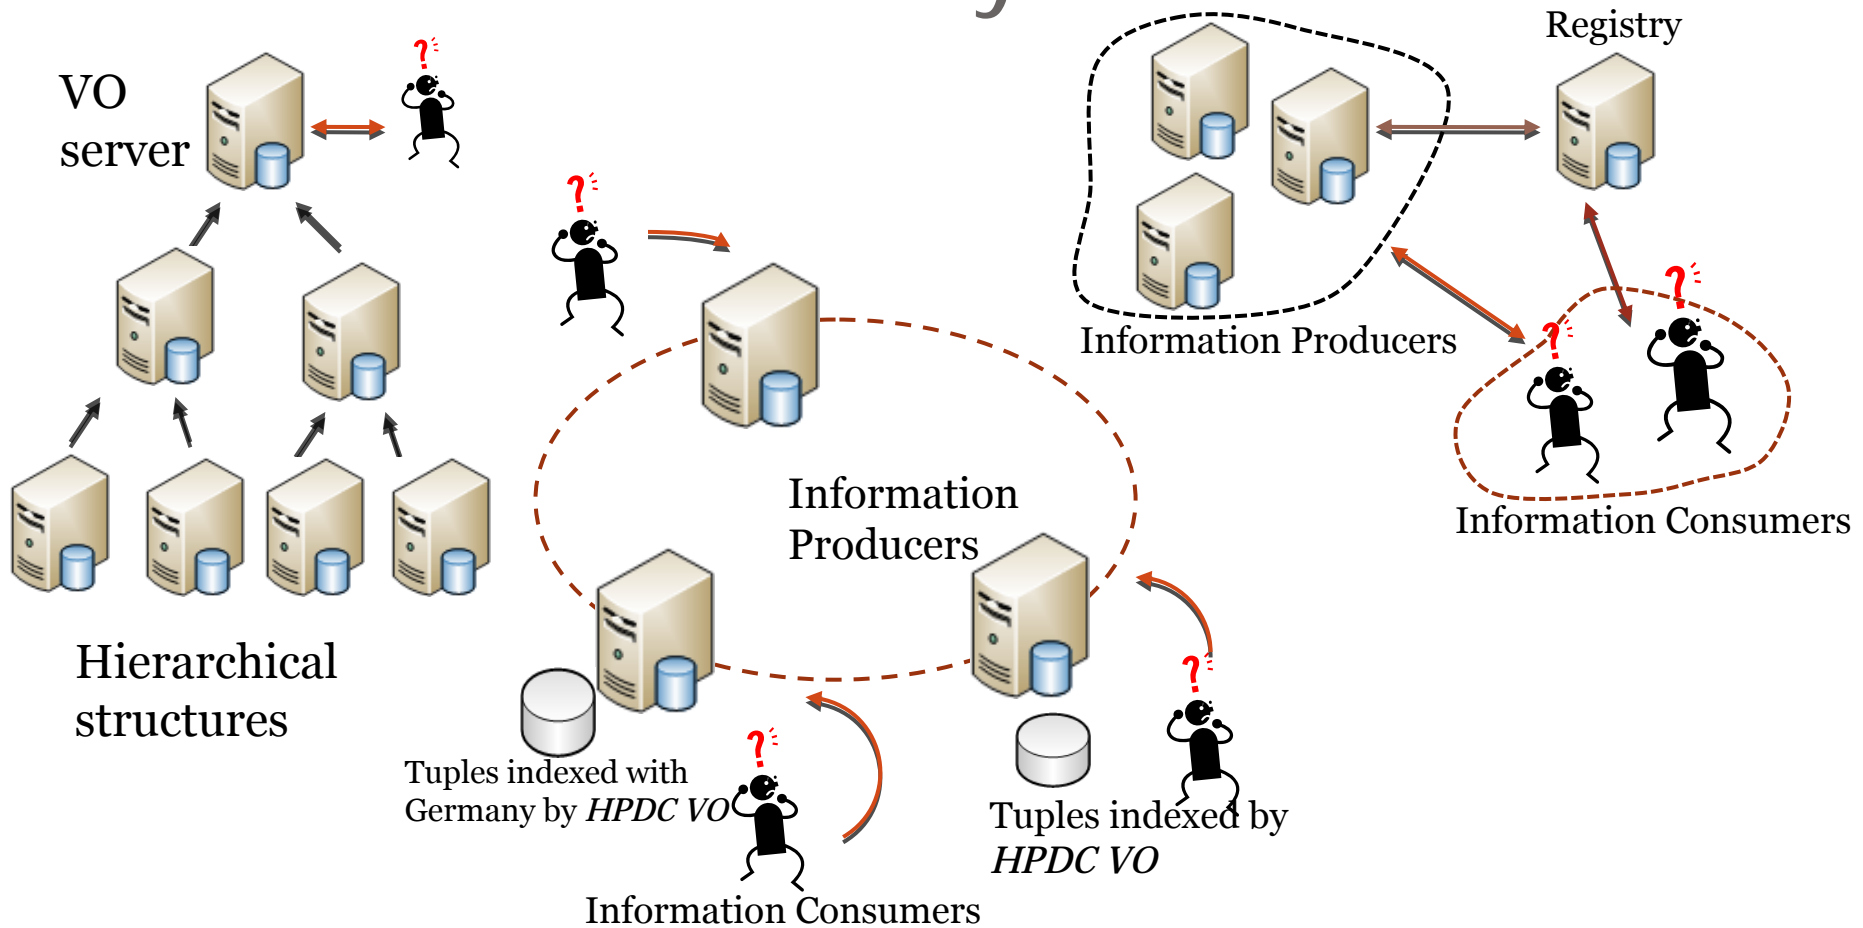 VO
server
Registry
Information Producers
Information Consumers
Information
Producers
Hierarchical
structures
Tuples indexed with
Germany by HPDC VO
Tuples indexed by
HPDC VO
Information Consumers